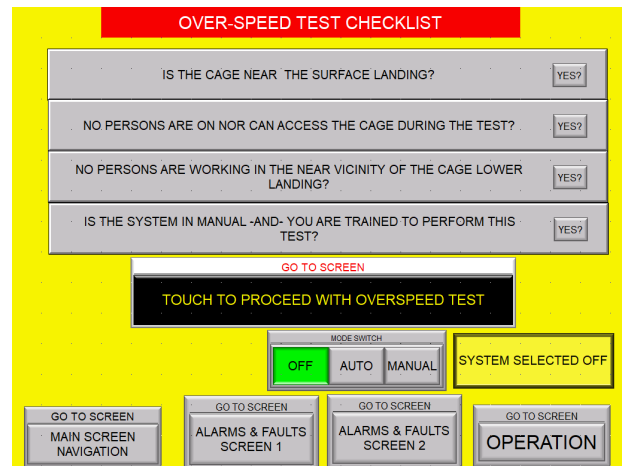 OVER-SPEED TEST CHECKLIST
IS THE CAGE NEAR THE SURFACE LANDING?
YES?
NO PERSONS ARE ON NOR CAN ACCESS THE CAGE DURING THE TEST?
YES?
NO PERSONS ARE WORKING IN THE NEAR VICINITY OF THE CAGE LOWER
LANDING?
YES?
IS THE SYSTEM IN MANUAL -AND- YOU ARE TRAINED TO PERFORM THIS
TEST?
YES?
GO TO SCREEN
TOUCH TO PROCEED WITH OVERSPEED TEST
MODE SWITCH
OFF AUTO MANUAL
SYSTEM SELECTED OFF
GO TO SCREEN
MAIN SCREEN
NAVIGATION
GO TO SCREEN
ALARMS & FAULTS
SCREEN 1
GO TO SCREEN
ALARMS & FAULTS
SCREEN 2
GO TO SCREEN
OPERATION